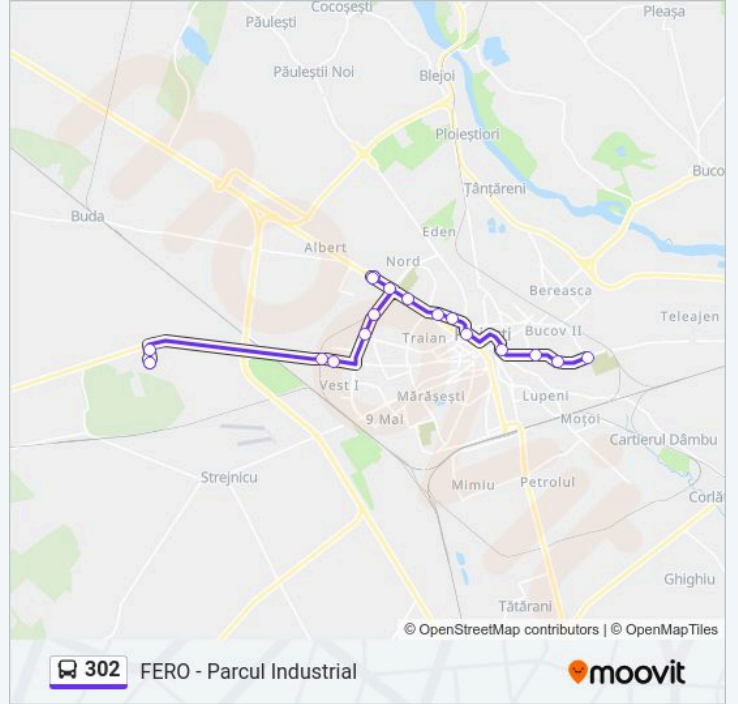 Cocoșești
Păulești
Pleașa
Păuleștii Noi
Blejoi
Ploieștiori
Buco
Tânțăreni
Buda
Eden
Albert
Nord
Bereasca
Teleajen
Traian
Bucov II
Vest I
Mărășești
Lupeni
9 Mai
Moțoi
Cartierul Dâmbu
Strejnicu
Mimiu
Petrolul
Corlă
Ghighiu
Tătărani
© OpenStreetMap contributors | © OpenMapTiles
302 FERO - Parcul Industrial
moovit